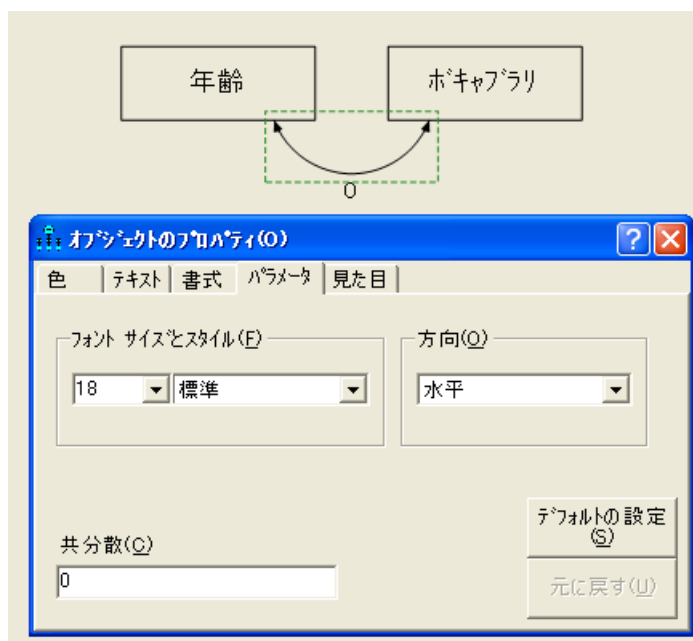 年齢 ボキャブラリ
0
オブジェクトのプロパティ(O)
色 テキスト 書式 パラメータ 見た目
フォント サイズとスタイル(F) 方向(O)
18 標準 水平
デフォルトの設定
(S)
共分散(C)
0
元に戻す(U)